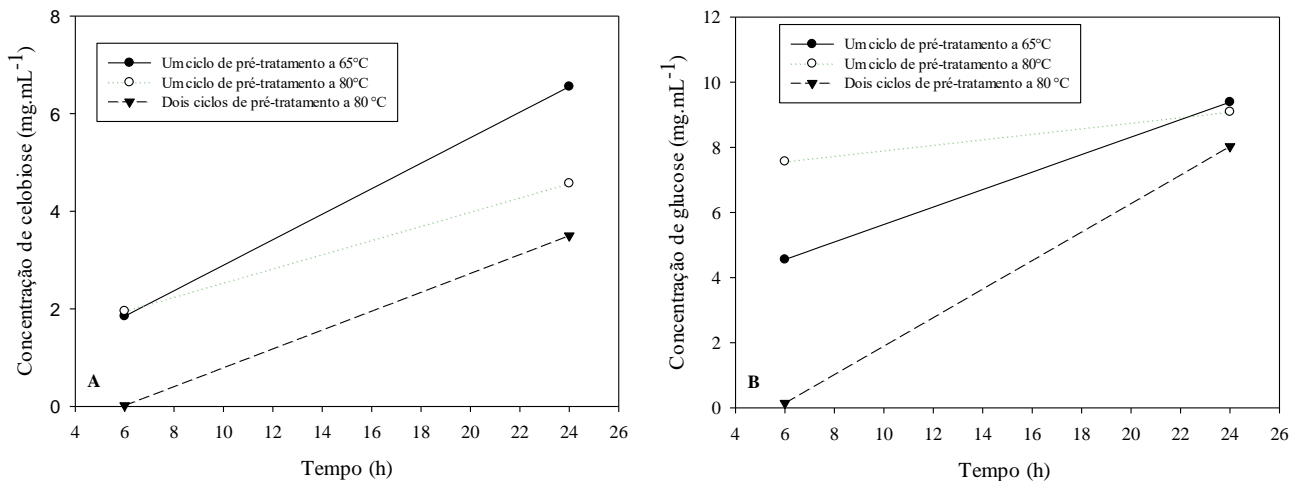 8
6
4
2
0
Concentração de celobiose (mg.mL-1)
Um ciclo de pré-tratamento a 65°C
Um ciclo de pré-tratamento a 80°C
Dois ciclos de pré-tratamento a 80 °C
A
4 6 8 10 12 14 16 18 20 22 24 26
Tempo (h)
12
10
8
6
4
2
0
Concentração de glucose (mg.mL-1)
Um ciclo de pré-tratamento a 65°C
Um ciclo de pré-tratamento a 80°C
Dois ciclos de pré-tratamento a 80 °C
B
4 6 8 10 12 14 16 18 20 22 24 26
Tempo (h)